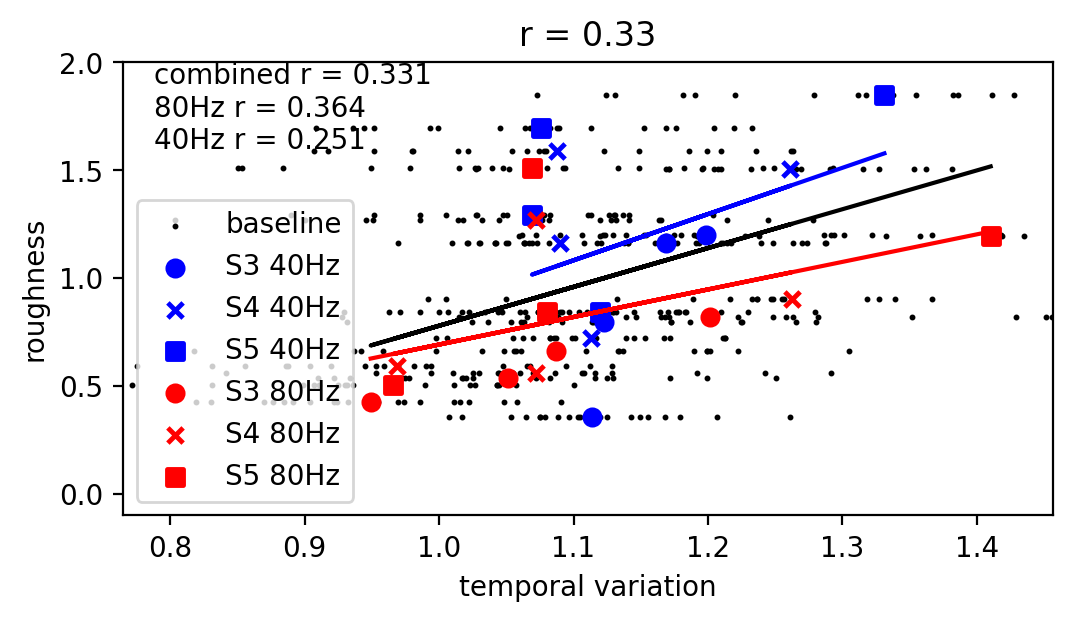 r = 0.33
combined r = 0.331
80Hz r = 0.364
40Hz r = 0.251
baseline
S3 40Hz
S4 40Hz
S5 40Hz
S3 80Hz
S4 80Hz
S5 80Hz
roughness
2.0
1.5
1.0
0.5
0.0
0.8 0.9 1.0 1.1 1.2 1.3 1.4
temporal variation